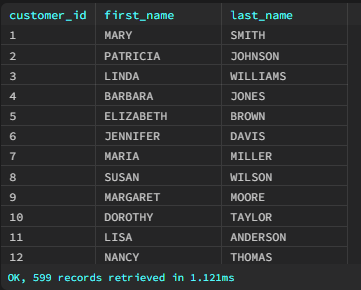 customer_id first_name last_name
1 MARY SMITH
2 PATRICIA JOHNSON
3 LINDA WILLIAMS
4 BARBARA JONES
5 ELIZABETH BROWN
6 JENNIFER DAVIS
7 MARIA MILLER
8 SUSAN WILSON
9 MARGARET MOORE
10 DOROTHY TAYLOR
11 LISA ANDERSON
12 NANCY THOMAS
OK, 599 records retrieved in 1.121ms